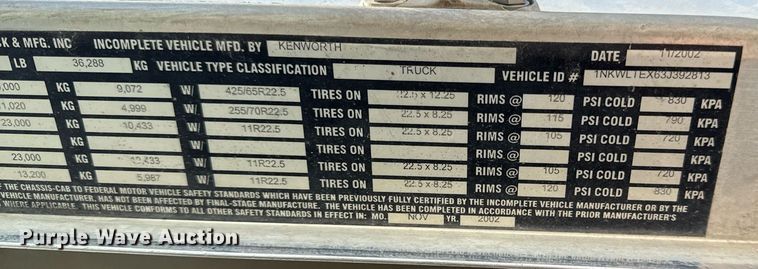 K & MFG. INC INCOMPLETE VEHICLE MFD. BY KENWORTH DATE 11/2002
LB 36,288 KG VEHICLE TYPE CLASSIFICATION TRUCK VEHICLE ID # 1NKWLTEX63J392813
,000 KG 9,072 W/ 425/65R22.5 TIRES ON 22.5 x 12.25 RIMS @ 120 PSI COLD 830 KPA
1,020 KG 4,999 W/ 255/70R22.5 TIRES ON 22.5 x 8.25 RIMS @ 115 PSI COLD 790 KPA
23,000 KG 10,433 W/ 11R22.5 TIRES ON 22.5 x 8.25 RIMS @ 105 PSI COLD 720 KPA
KG W/ TIRES ON RIMS @ PSI COLD KPA
23,000 KG 10,433 W/ 11R22.5 TIRES ON 22.5 x 8.25 RIMS @ 105 PSI COLD 720 KPA
13,200 KG 5,987 W/ 11R22.5 TIRES ON 22.5 x 8.25 RIMS @ 120 PSI COLD 830 KPA
F THE CHASSIS-CAB TO FEDERAL MOTOR VEHICLE SAFETY STANDARDS WHICH HAVE BEEN PREVIOUSLY FULLY CERTIFIED BY THE INCOMPLETE VEHICLE MANUFACTURER OR BY THE
VEHICLE MANUFACTURER, HAS NOT BEEN AFFECTED BY FINAL-STAGE MANUFACTURE. THE VEHICLE HAS BEEN COMPLETED IN ACCORDANCE WITH THE PRIOR MANUFACTURER'S
WHERE APPLICABLE. THIS VEHICLE CONFORMS TO ALL OTHER SAFETY STANDARDS IN EFFECT IN: MO. NOV YR. 2002
Purple Wave Auction